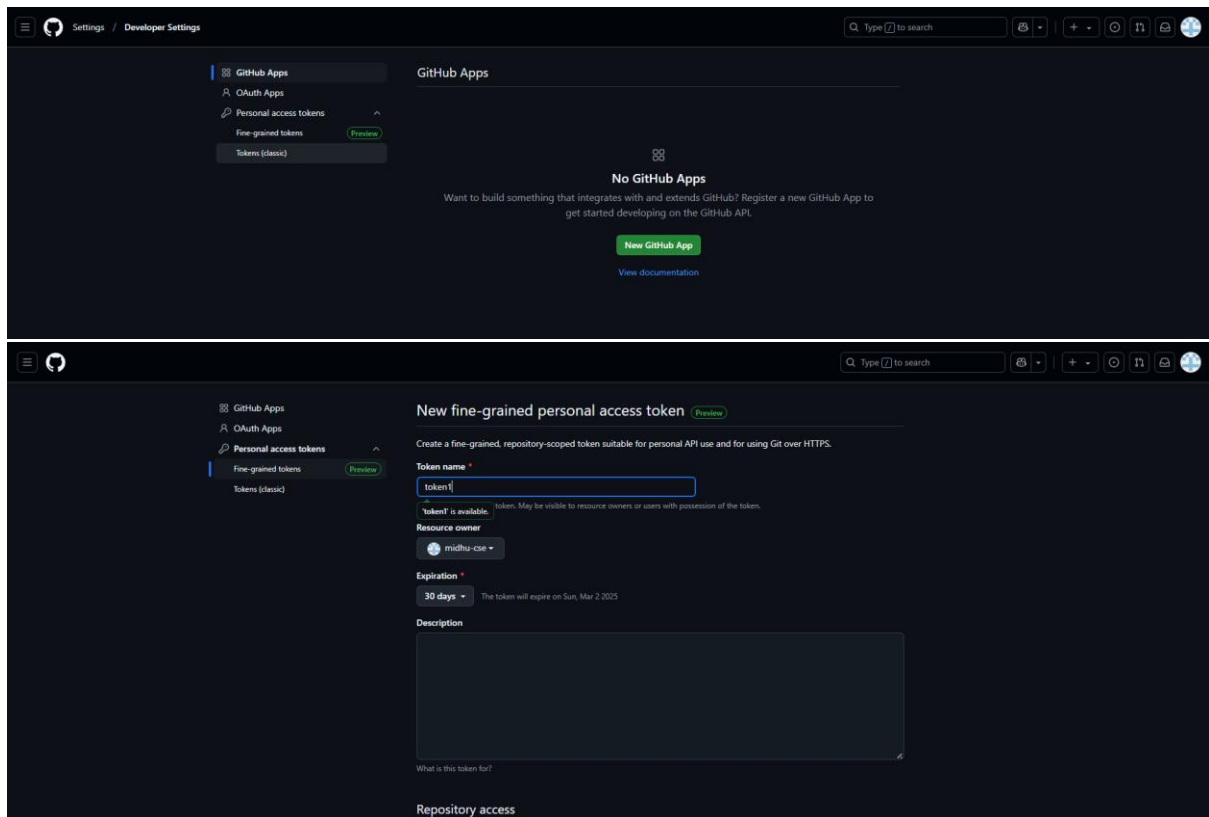 Settings / Developer Settings
Type / to search
GitHub Apps
OAuth Apps
Personal access tokens
Fine-grained tokens Preview
Tokens (classic)
GitHub Apps
No GitHub Apps
Want to build something that integrates with and extends GitHub? Register a new GitHub App to
get started developing on the GitHub API.
New GitHub App
View documentation
Type / to search
GitHub Apps
OAuth Apps
Personal access tokens
Fine-grained tokens Preview
Tokens (classic)
New fine-grained personal access token Preview
Create a fine-grained, repository-scoped token suitable for personal API use and for using Git over HTTPS.
Token name *
token1
'token1' is available. token. May be visible to resource owners or users with possession of the token.
Resource owner
midhu-cse
Expiration *
30 days The token will expire on Sun, Mar 2 2025
Description
What is this token for?
Repository access